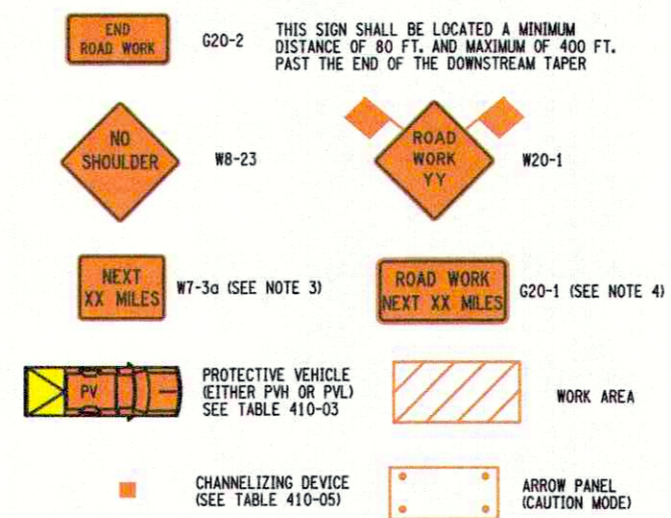 END
ROAD WORK
G20-2
THIS SIGN SHALL BE LOCATED A MINIMUM
DISTANCE OF 80 FT. AND MAXIMUM OF 400 FT.
PAST THE END OF THE DOWNSTREAM TAPER
NO
SHOULDER
W8-23
ROAD
WORK
YY
W20-1
NEXT
XX MILES
W7-3a (SEE NOTE 3)
ROAD WORK
NEXT XX MILES
G20-1 (SEE NOTE 4)
PV
PROTECTIVE VEHICLE
(EITHER PVH OR PVL)
SEE TABLE 410-03
WORK AREA
CHANNELIZING DEVICE
(SEE TABLE 410-05)
ARROW PANEL
(CAUTION MODE)